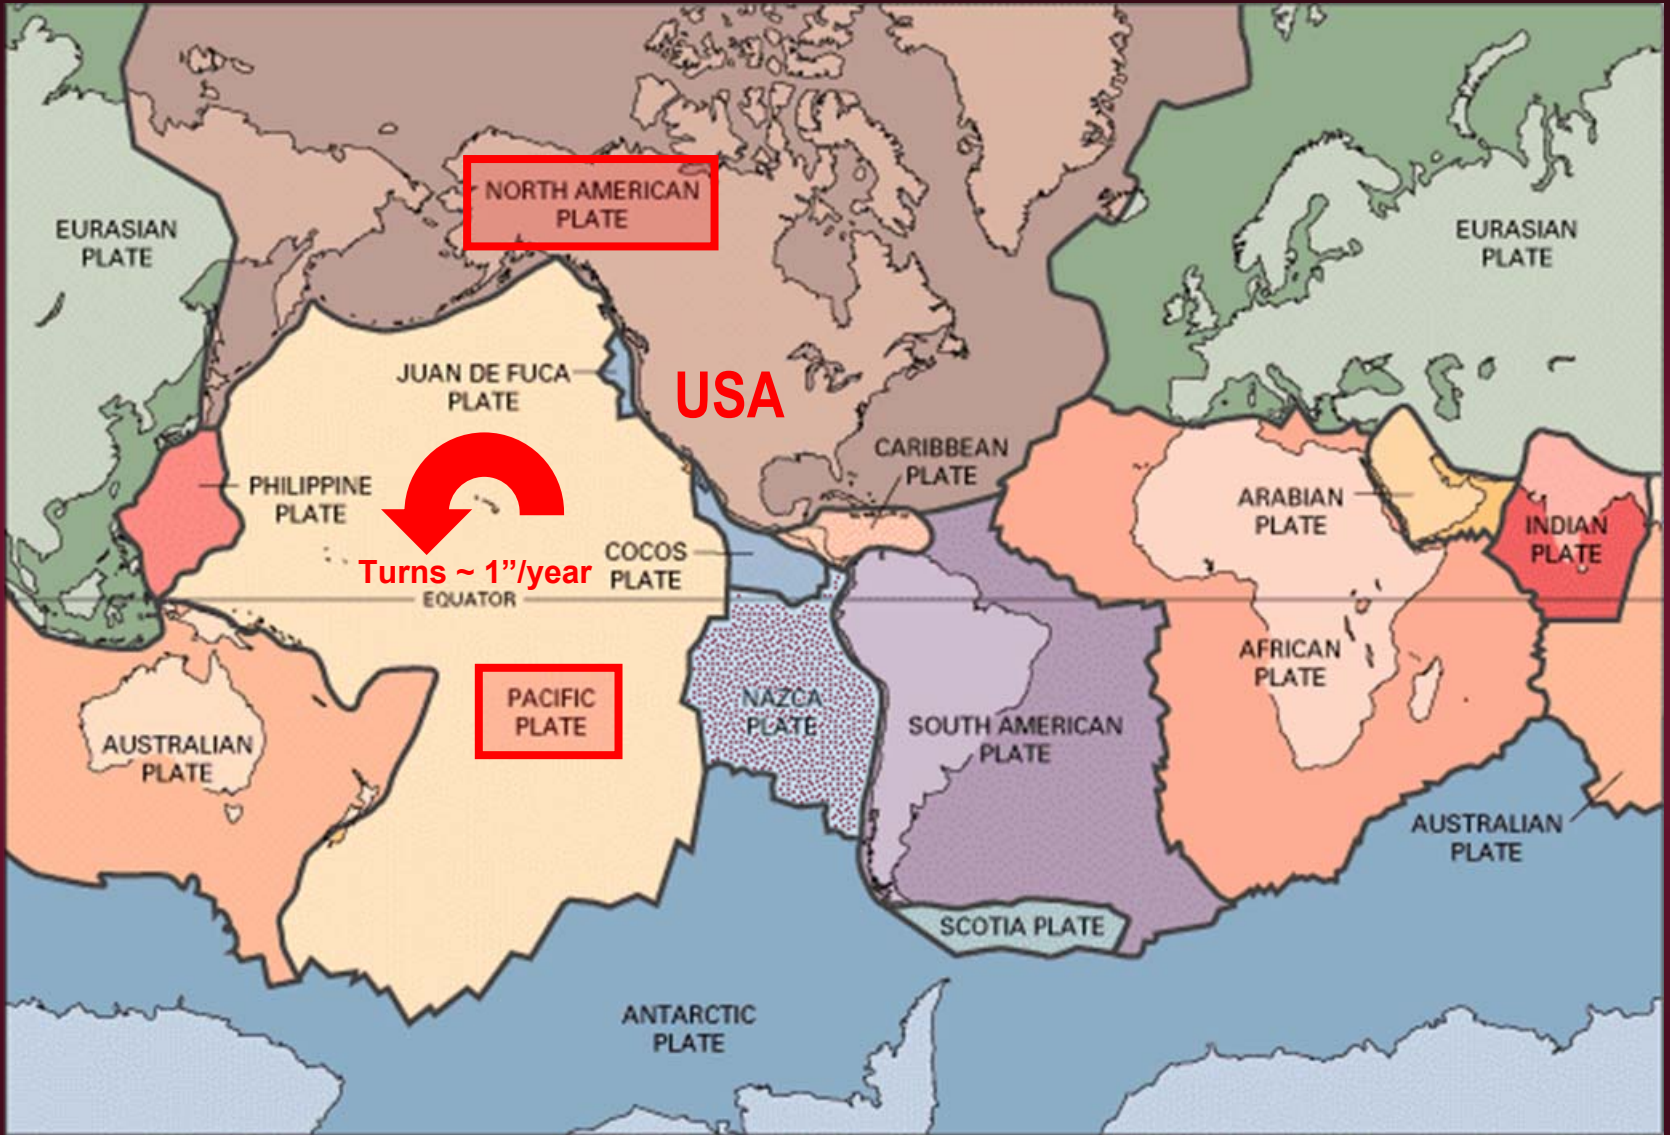 NORTH AMERICAN
PLATE
EURASIAN
PLATE
EURASIAN
PLATE
JUAN DE FUCA
PLATE
USA
CARIBBEAN
PLATE
PHILIPPINE
PLATE
ARABIAN
PLATE
INDIAN
PLATE
COCOS
PLATE
Turns ~ 1”/year
EQUATOR
AFRICAN
PLATE
PACIFIC
PLATE
NAZCA
PLATE
SOUTH AMERICAN
PLATE
AUSTRALIAN
PLATE
AUSTRALIAN
PLATE
SCOTIA PLATE
ANTARCTIC
PLATE